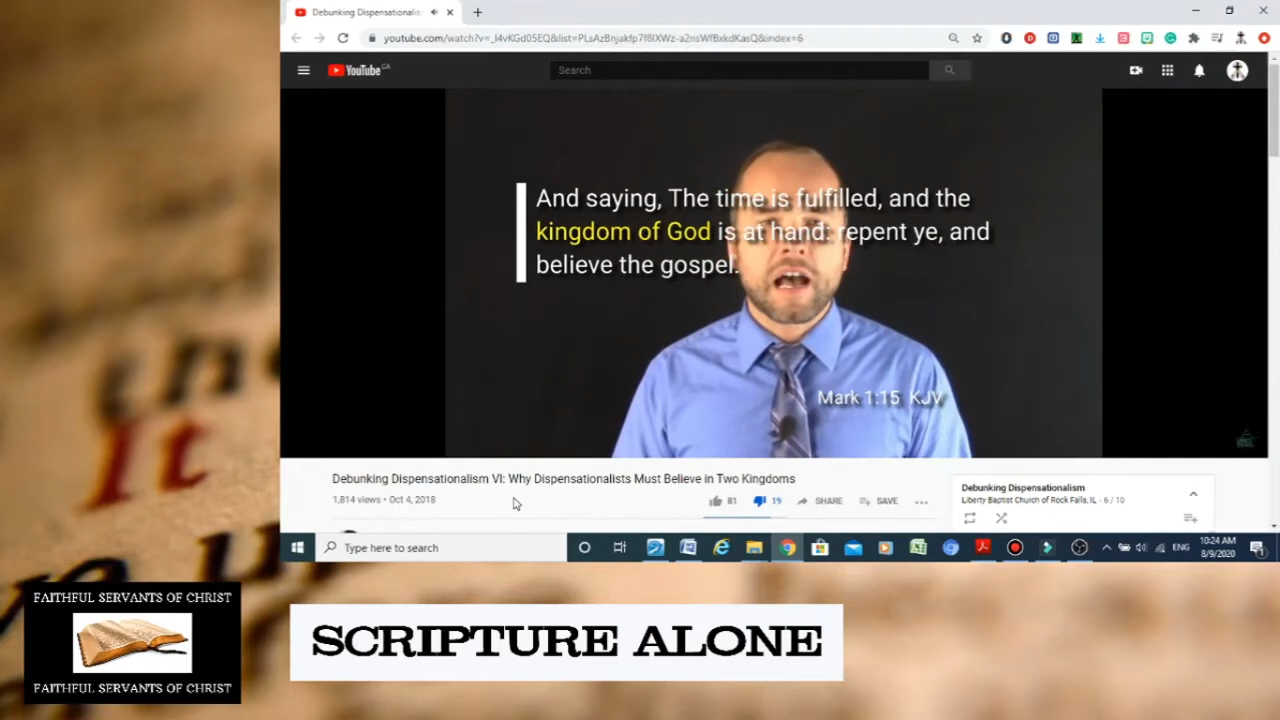 Debunking Dispensationalis
youtube.com/watch?v=_l4vKGd05EQ&list=PLsAzBnjakfp7f8lXWz-a2nsWfBxkdKasQ&index=6
YouTube CA
Search
And saying, The time is fulfilled, and the
kingdom of God is at hand: repent ye, and
believe the gospel.
Mark 1:15 KJV
Debunking Dispensationalism VI: Why Dispensationalists Must Believe in Two Kingdoms
1,814 views • Oct 4, 2018
81 19 SHARE SAVE
Debunking Dispensationalism
Liberty Baptist Church of Rock Falls, IL - 6 / 10
Type here to search
ENG
10:24 AM
8/9/2020
It
FAITHFUL SERVANTS OF CHRIST
FAITHFUL SERVANTS OF CHRIST
SCRIPTURE ALONE